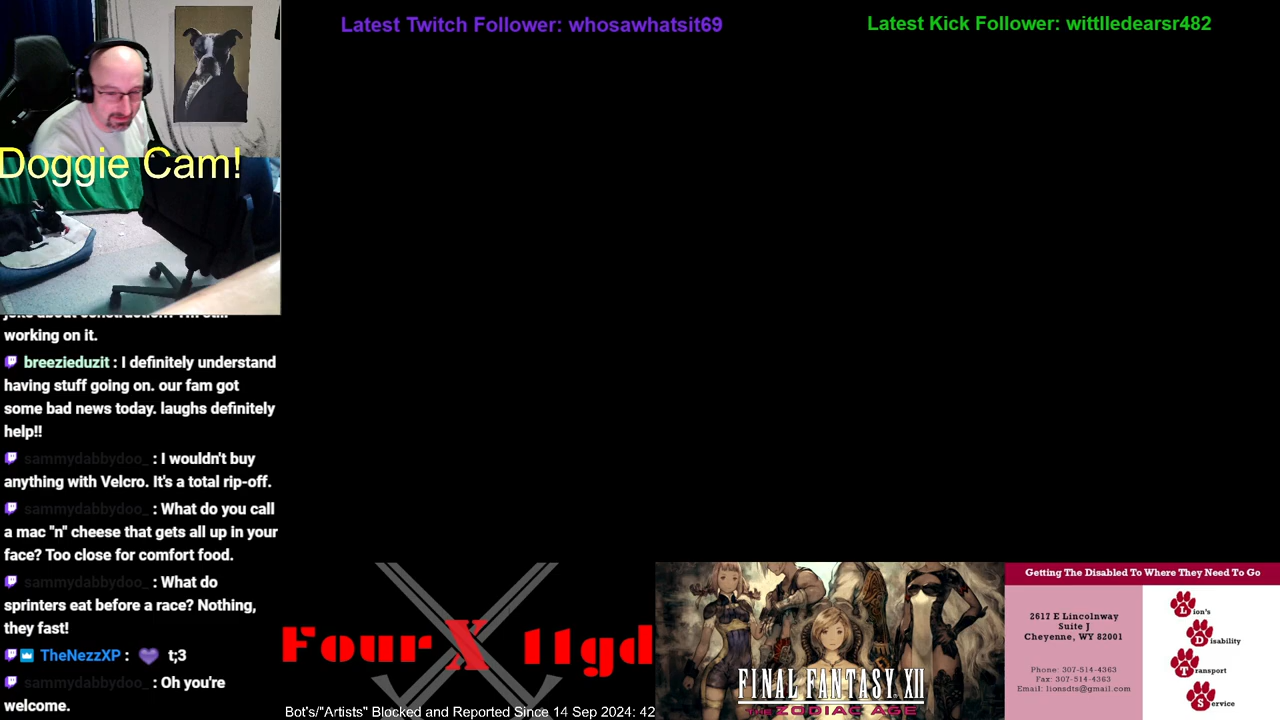 Latest Twitch Follower: whosawhatsit69
Latest Kick Follower: wittlledearsr482
Doggie Cam!
working on it.
breezieduzit : I definitely understand
having stuff going on. our fam got
some bad news today. laughs definitely
help!!
sammydabbydoo_ : I wouldn't buy
anything with Velcro. It's a total rip-off.
sammydabbydoo_ : What do you call
a mac "n" cheese that gets all up in your
face? Too close for comfort food.
sammydabbydoo_ : What do
sprinters eat before a race? Nothing,
they fast!
TheNezzXP : t;3
sammydabbydoo_ : Oh you're
welcome.
Four X 11gd
Bot's/"Artists" Blocked and Reported Since 14 Sep 2024: 42
FINAL FANTASY XII
THE ZODIAC AGE
Getting The Disabled To Where They Need To Go
2617 E Lincolnway
Suite J
Cheyenne, WY 82001
Phone: 307-514-4363
Fax: 307-514-4363
Email: lionsdts@gmail.com
Lion's
Disability
Transport
Service